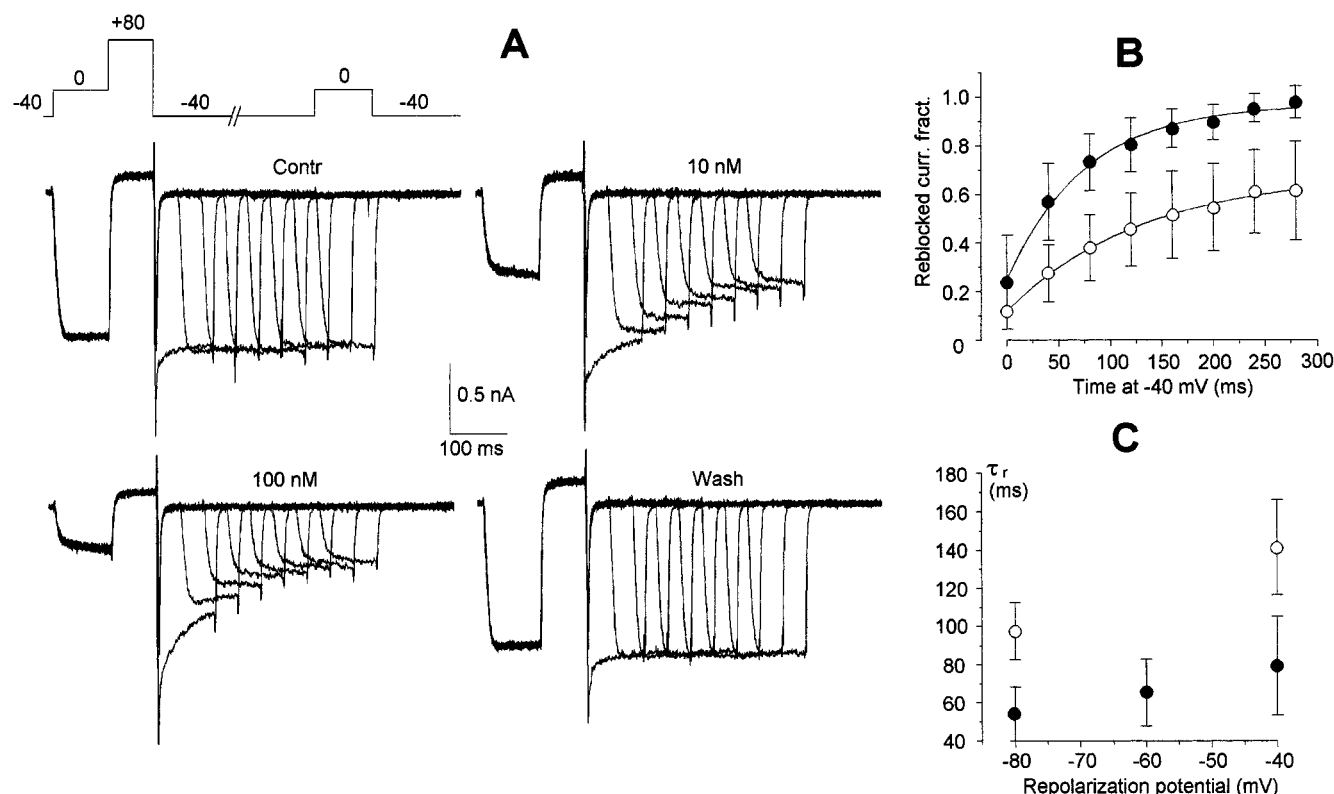 A
+80
0
-40
-40
0
-40
Contr
10 nM
0.5 nA
100 ms
100 nM
Wash
B
Reblocked curr. fract.
1.0
0.8
0.6
0.4
0.2
0
0 50 100 150 200 250 300
Time at -40 mV (ms)
C
τr
(ms)
180
160
140
120
100
80
60
40
-80 -70 -60 -50 -40
Repolarization potential (mV)